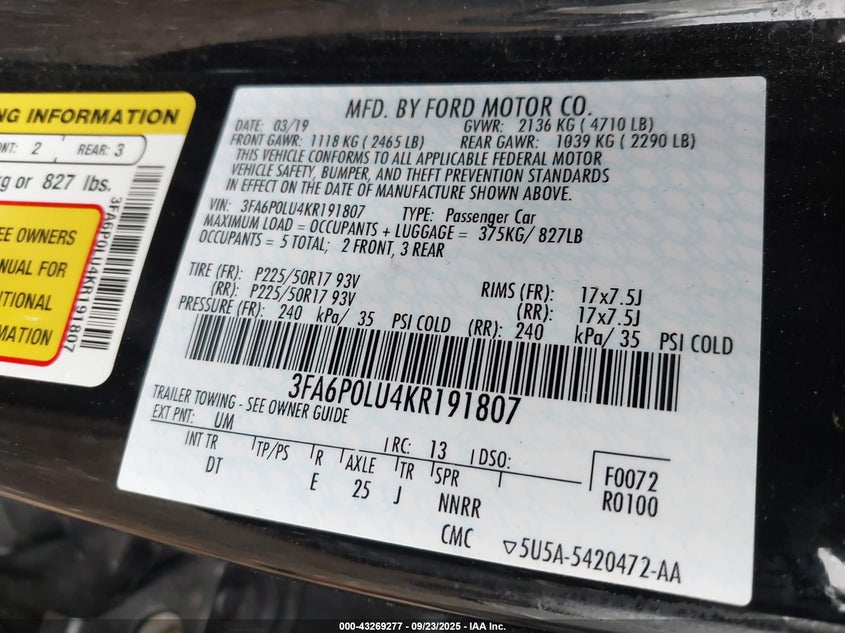 NG INFORMATION
NT: 2 REAR: 3
kg or 827 lbs.
EE OWNERS
ANUAL FOR
ITIONAL
MATION
3FA6P0LU4KR191807
MFD. BY FORD MOTOR CO.
DATE: 03/19 GVWR: 2136 KG ( 4710 LB)
FRONT GAWR: 1118 KG ( 2465 LB) REAR GAWR: 1039 KG ( 2290 LB)
THIS VEHICLE CONFORMS TO ALL APPLICABLE FEDERAL MOTOR
VEHICLE SAFETY, BUMPER, AND THEFT PREVENTION STANDARDS
IN EFFECT ON THE DATE OF MANUFACTURE SHOWN ABOVE.
VIN: 3FA6P0LU4KR191807 TYPE: Passenger Car
MAXIMUM LOAD = OCCUPANTS + LUGGAGE = 375KG/ 827LB
OCCUPANTS = 5 TOTAL; 2 FRONT, 3 REAR
TIRE (FR): P225/50R17 93V RIMS (FR): 17x7.5J
(RR): P225/50R17 93V (RR): 17x7.5J
PRESSURE (FR): 240 kPa/ 35 PSI COLD (RR): 240 kPa/ 35 PSI COLD
3FA6P0LU4KR191807
TRAILER TOWING - SEE OWNER GUIDE
EXT PNT: UM RC: 13 DSO:
INT TR TP/PS R AXLE TR SPR F0072
DT E 25 J NNRR R0100
CMC
▽5U5A-5420472-AA
000-43269277 - 09/23/2025 - IAA Inc.